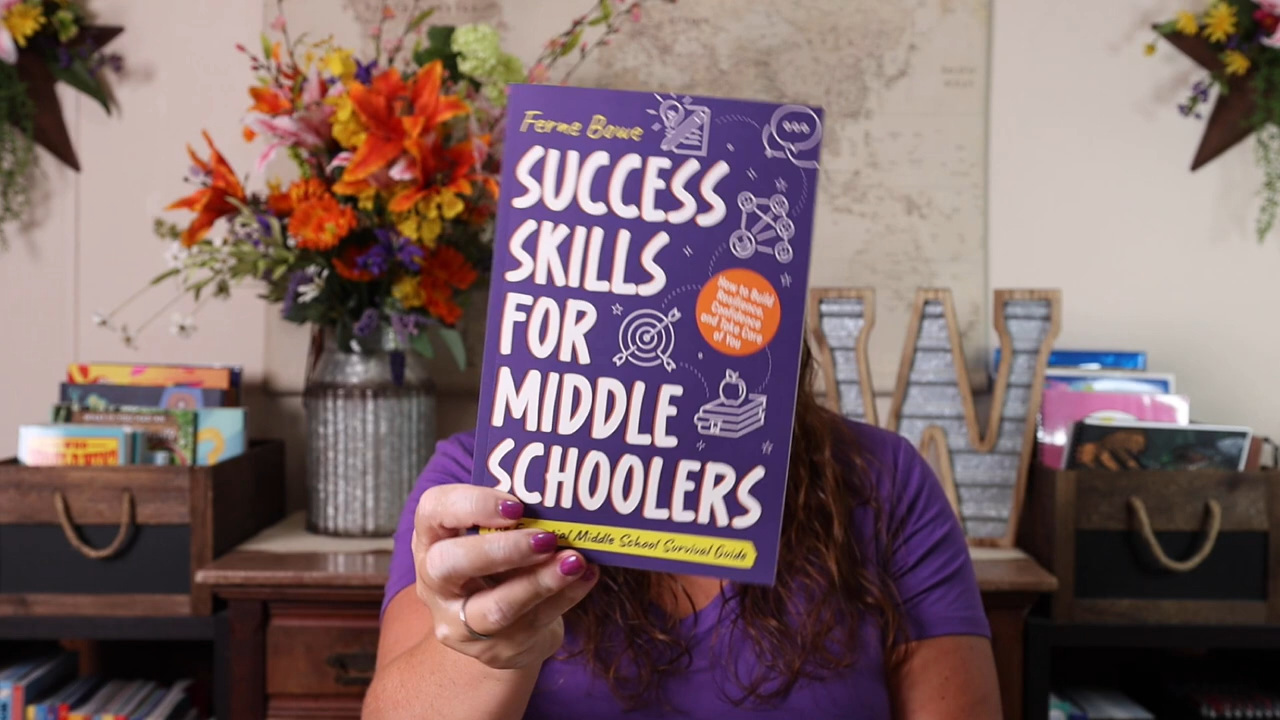 Ferne Bowe
SUCCESS
SKILLS
FOR
MIDDLE
SCHOOLERS
How to Build
Resilience,
Confidence
and Take Care
of You
Middle School Survival Guide
W